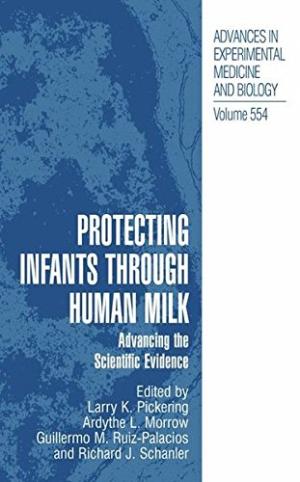 ADVANCES IN
EXPERIMENTAL
MEDICINE
AND BIOLOGY
Volume 554
PROTECTING
INFANTS THROUGH
HUMAN MILK
Advancing the
Scientific Evidence
Edited by
Larry K. Pickering
Ardythe L. Morrow
Guillermo M. Ruiz-Palacios
and Richard J. Schanler